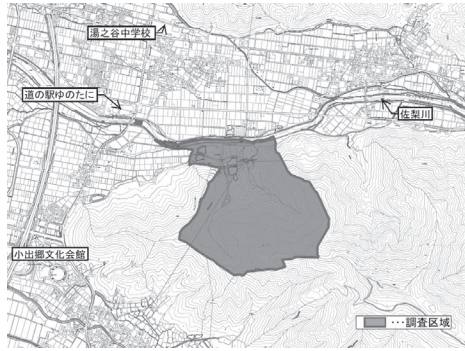 湯之谷中学校
道の駅ゆのたに
佐梨川
小出郷文化会館
･･･調査区域